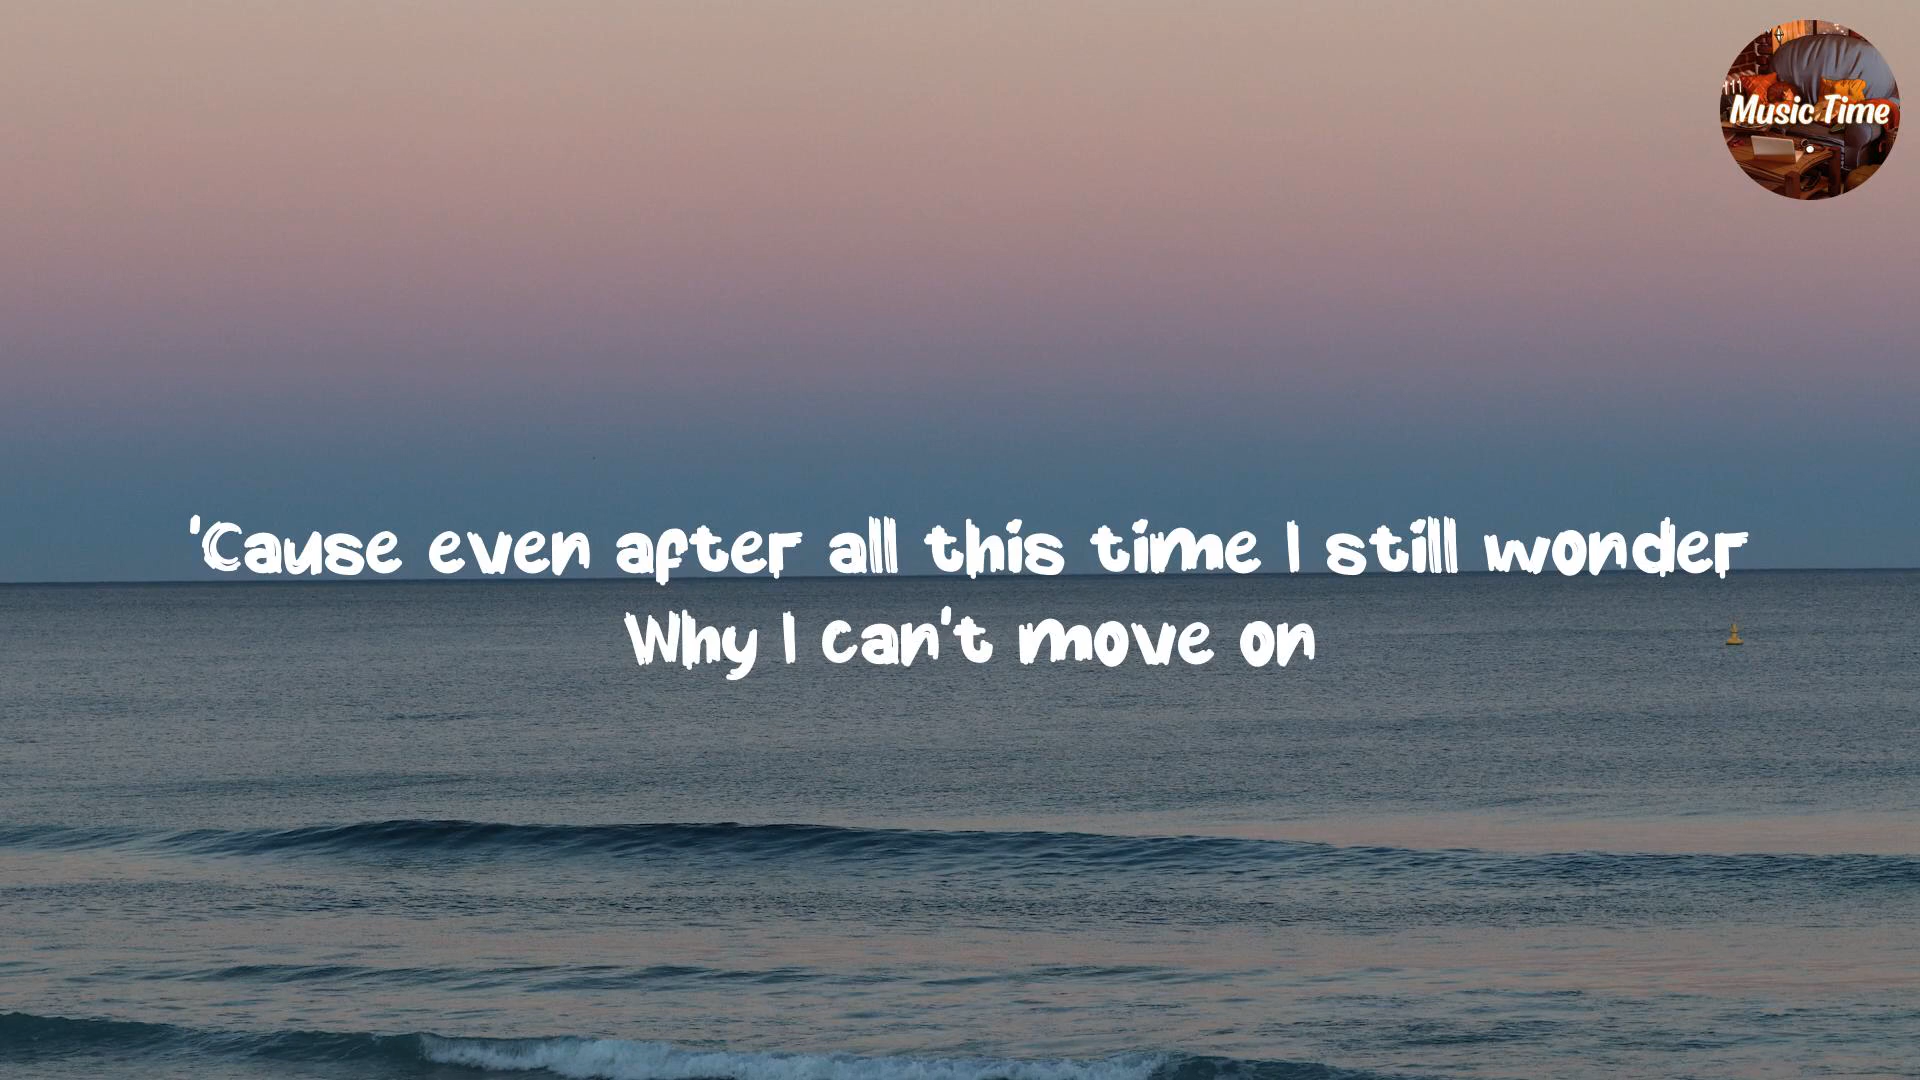 Music Time
'Cause even after all this time I still wonder
Why I can't move on